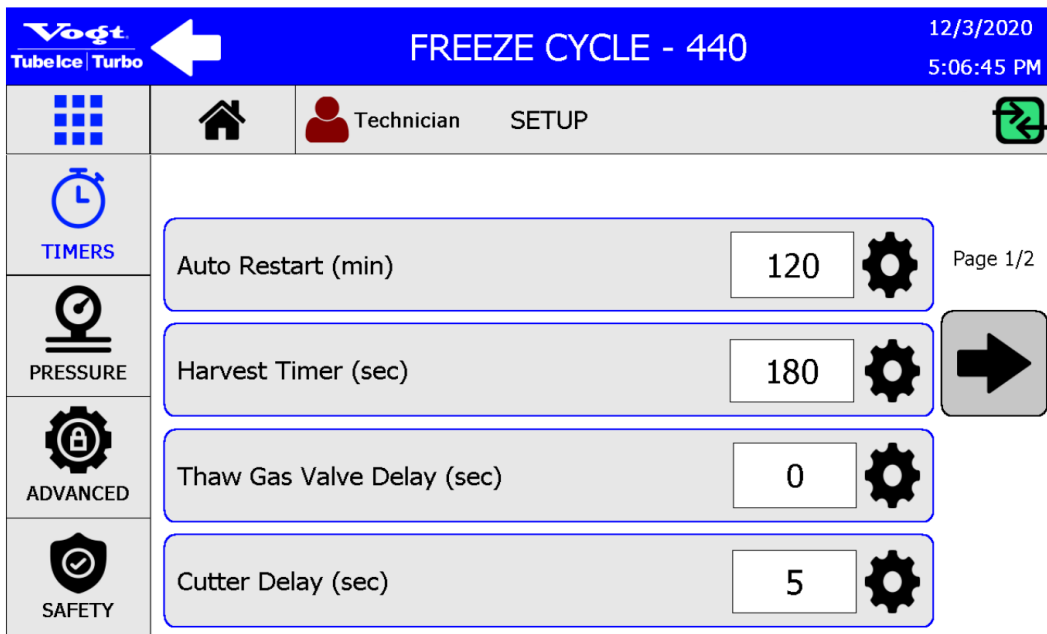 Vogt
Tube Ice | Turbo
FREEZE CYCLE - 440
12/3/2020
5:06:45 PM
Technician
SETUP
TIMERS
PRESSURE
ADVANCED
SAFETY
Auto Restart (min)
120
Harvest Timer (sec)
180
Thaw Gas Valve Delay (sec)
0
Cutter Delay (sec)
5
Page 1/2